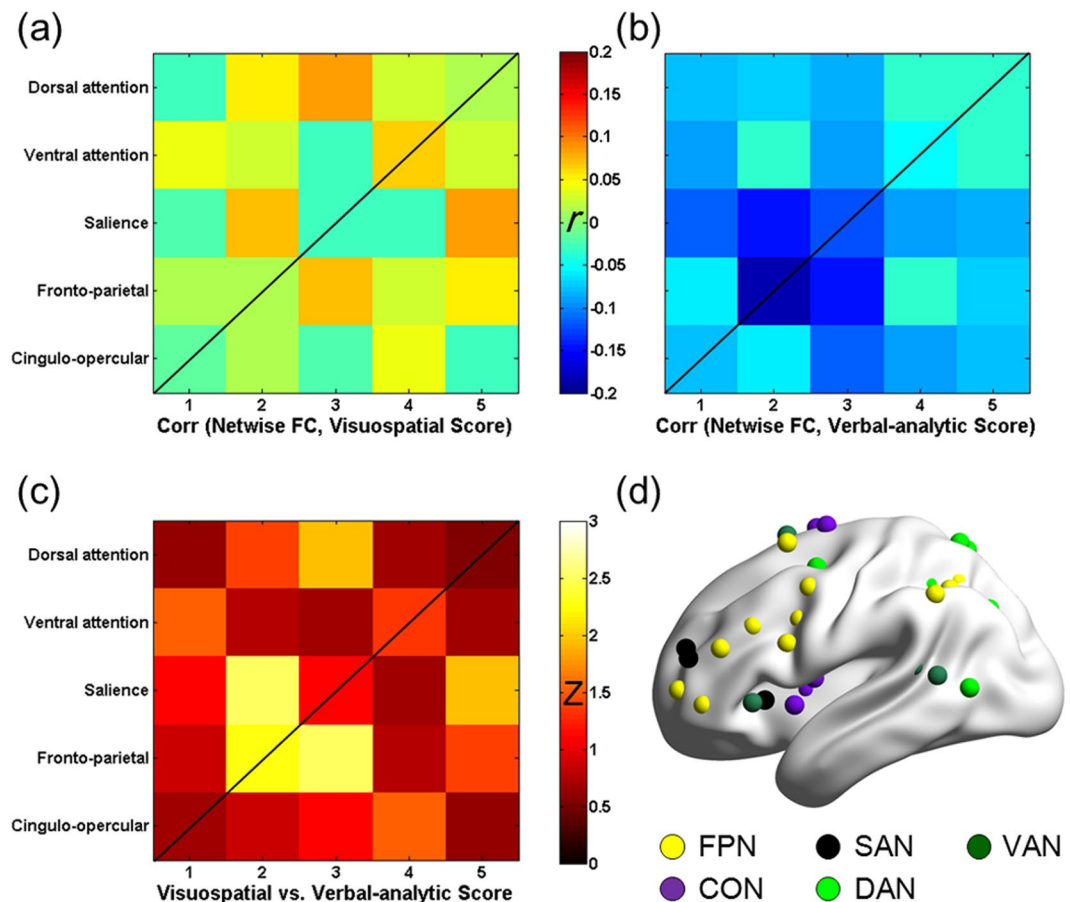 (a)
Dorsal attention
Ventral attention
Salience
Fronto-parietal
Cingulo-opercular
1 2 3 4 5
Corr (Netwise FC, Visuospatial Score)
0.2
0.15
0.1
0.05
r 0
-0.05
-0.1
-0.15
-0.2
(b)
1 2 3 4 5
Corr (Netwise FC, Verbal-analytic Score)
(c)
Dorsal attention
Ventral attention
Salience
Fronto-parietal
Cingulo-opercular
1 2 3 4 5
Visuospatial vs. Verbal-analytic Score
3
2.5
2
Z 1.5
1
0.5
0
(d)
FPN SAN VAN
CON DAN